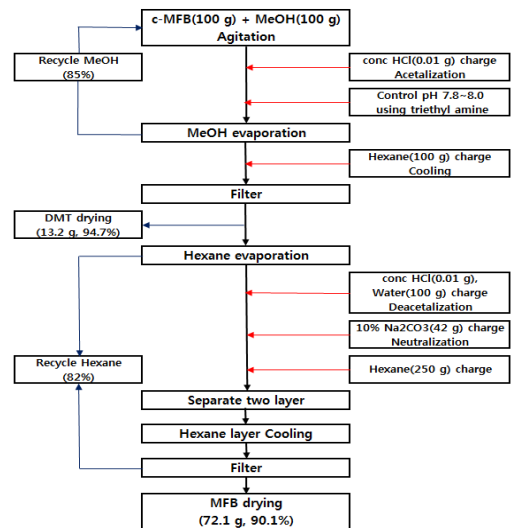 c-MFB(100 g) + MeOH(100 g)
Agitation
Recycle MeOH
(85%)
conc HCl(0.01 g) charge
Acetalization
Control pH 7.8~8.0
using triethyl amine
MeOH evaporation
Hexane(100 g) charge
Cooling
Filter
DMT drying
(13.2 g, 94.7%)
Hexane evaporation
conc HCl(0.01 g),
Water(100 g) charge
Deacetalization
10% Na2CO3(42 g) charge
Neutralization
Recycle Hexane
(82%)
Hexane(250 g) charge
Separate two layer
Hexane layer Cooling
Filter
MFB drying
(72.1 g, 90.1%)